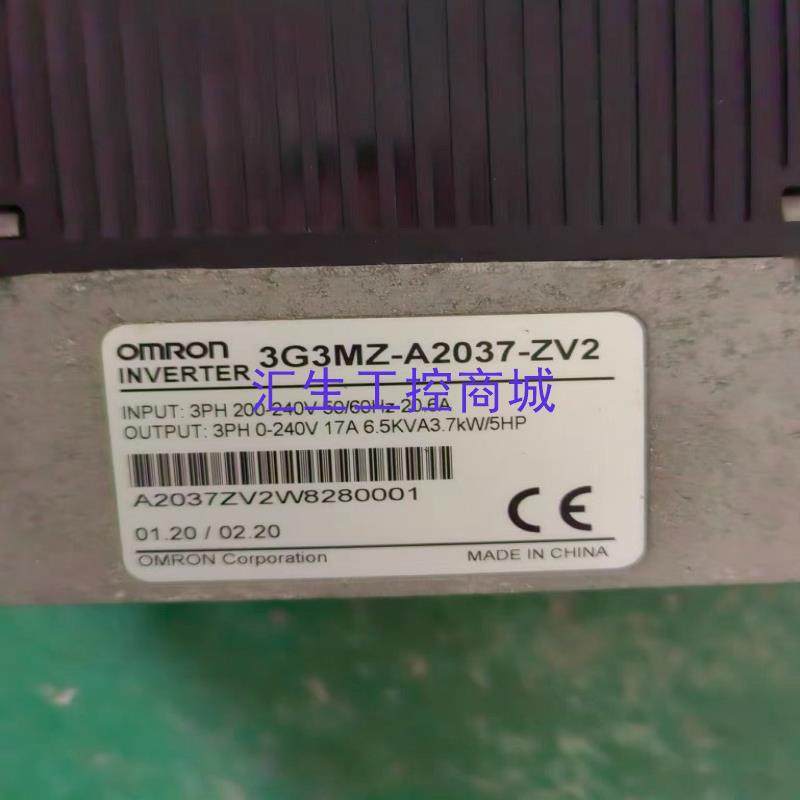 OMRON 3G3MZ-A2037-ZV2
INVERTER
汇生工控商城
INPUT: 3PH 200-240V 50/60Hz 20.6A
OUTPUT: 3PH 0-240V 17A 6.5KVA3.7kW/5HP
A2037ZV2W8280001
01.20 / 02.20
CE
OMRON Corporation
MADE IN CHINA